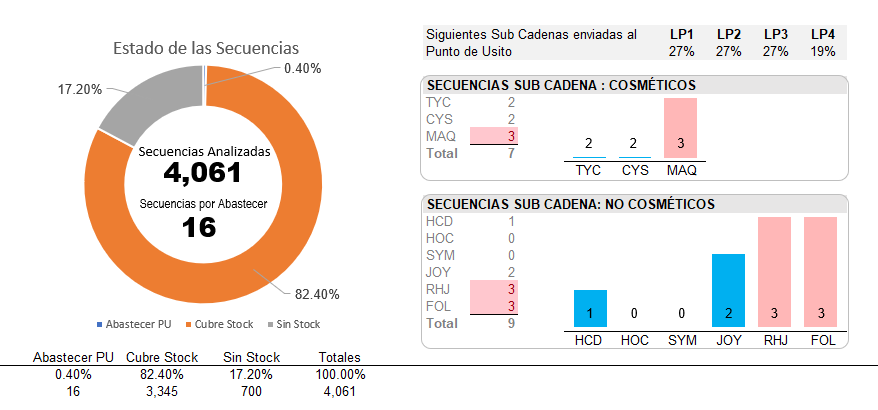 Estado de las Secuencias
0.40%
17.20%
Secuencias Analizadas
4,061
Secuencias por Abastecer
16
82.40%
Abastecer PU Cubre Stock Sin Stock
Abastecer PU Cubre Stock Sin Stock Totales
0.40% 82.40% 17.20% 100.00%
16 3,345 700 4,061
Siguientes Sub Cadenas enviadas al LP1 LP2 LP3 LP4
Punto de Usito 27% 27% 27% 19%
SECUENCIAS SUB CADENA : COSMÉTICOS
TYC 2
CYS 2
MAQ 3
Total 7
2 2 3
TYC CYS MAQ
SECUENCIAS SUB CADENA: NO COSMÉTICOS
HCD 1
HOC 0
SYM 0
JOY 2
RHJ 3
FOL 3
Total 9
1 0 0 2 3 3
HCD HOC SYM JOY RHJ FOL